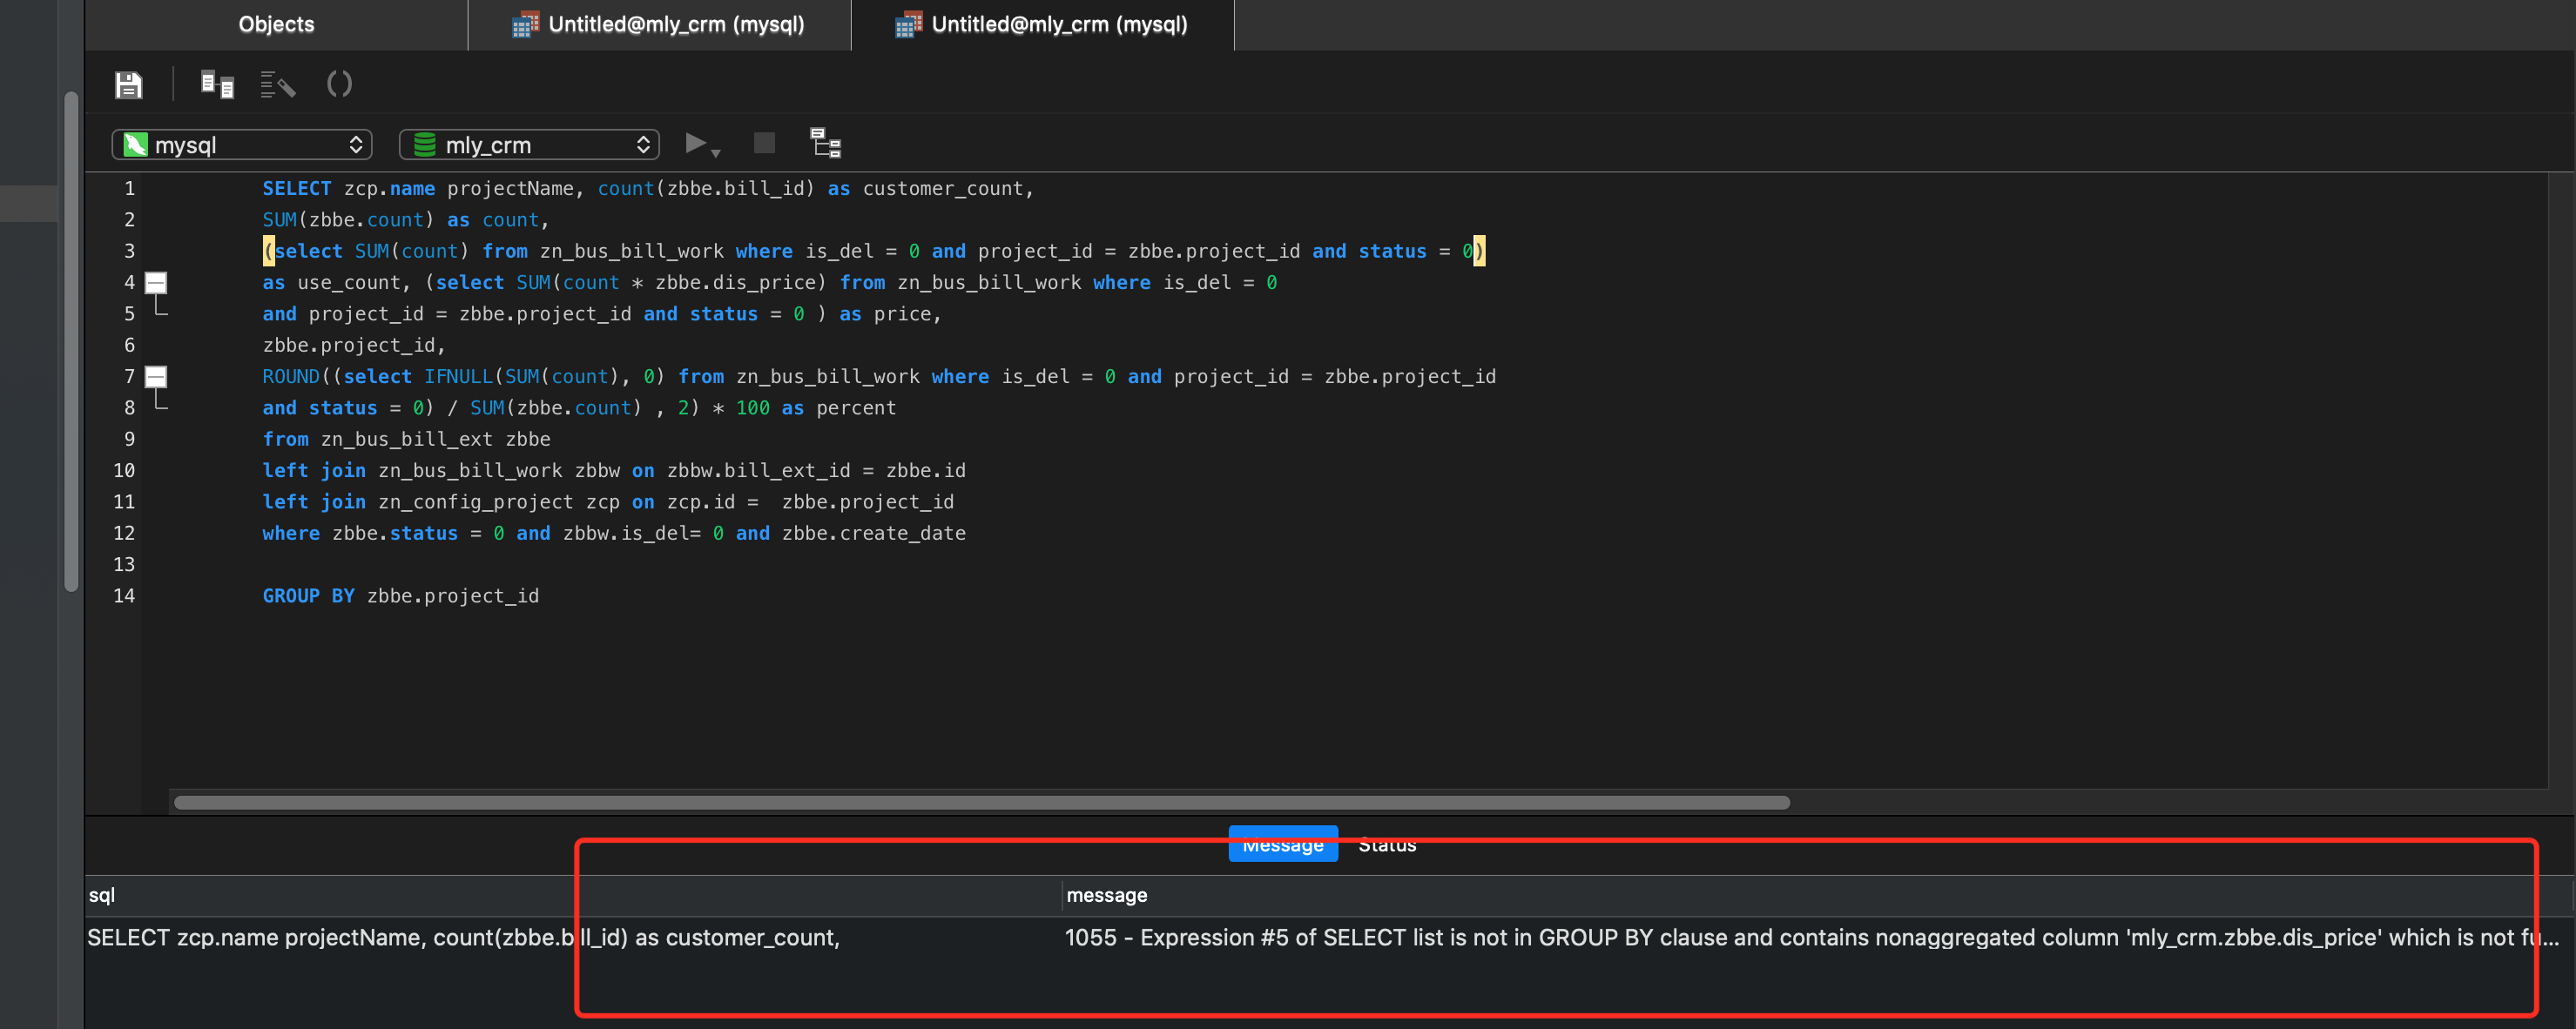 Objects
Untitled@mly_crm (mysql)
Untitled@mly_crm (mysql)
mysql
mly_crm
1 SELECT zcp.name projectName, count(zbbe.bill_id) as customer_count,
2 SUM(zbbe.count) as count,
3 (select SUM(count) from zn_bus_bill_work where is_del = 0 and project_id = zbbe.project_id and status = 0)
4 as use_count, (select SUM(count * zbbe.dis_price) from zn_bus_bill_work where is_del = 0
5 and project_id = zbbe.project_id and status = 0 ) as price,
6 zbbe.project_id,
7 ROUND((select IFNULL(SUM(count), 0) from zn_bus_bill_work where is_del = 0 and project_id = zbbe.project_id
8 and status = 0) / SUM(zbbe.count) , 2) * 100 as percent
9 from zn_bus_bill_ext zbbe
10 left join zn_bus_bill_work zbbw on zbbw.bill_ext_id = zbbe.id
11 left join zn_config_project zcp on zcp.id =  zbbe.project_id
12 where zbbe.status = 0 and zbbw.is_del= 0 and zbbe.create_date
13
14 GROUP BY zbbe.project_id
Message
Status
sql
message
SELECT zcp.name projectName, count(zbbe.bill_id) as customer_count,
1055 - Expression #5 of SELECT list is not in GROUP BY clause and contains nonaggregated column 'mly_crm.zbbe.dis_price' which is not fu...